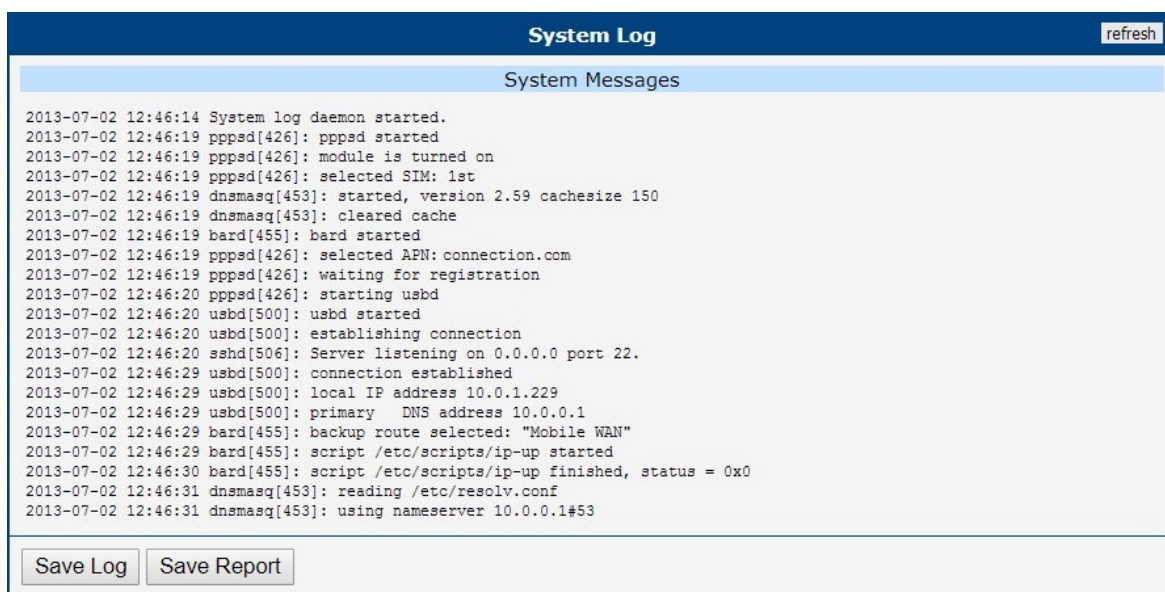 System Log
refresh
System Messages
2013-07-02 12:46:14 System log daemon started.
2013-07-02 12:46:19 pppsd[426]: pppsd started
2013-07-02 12:46:19 pppsd[426]: module is turned on
2013-07-02 12:46:19 pppsd[426]: selected SIM: 1st
2013-07-02 12:46:19 dnsmasq[453]: started, version 2.59 cachesize 150
2013-07-02 12:46:19 dnsmasq[453]: cleared cache
2013-07-02 12:46:19 bard[455]: bard started
2013-07-02 12:46:19 pppsd[426]: selected APN: connection.com
2013-07-02 12:46:19 pppsd[426]: waiting for registration
2013-07-02 12:46:20 pppsd[426]: starting usbd
2013-07-02 12:46:20 usbd[500]: usbd started
2013-07-02 12:46:20 usbd[500]: establishing connection
2013-07-02 12:46:20 sshd[506]: Server listening on 0.0.0.0 port 22.
2013-07-02 12:46:29 usbd[500]: connection established
2013-07-02 12:46:29 usbd[500]: local IP address 10.0.1.229
2013-07-02 12:46:29 usbd[500]: primary   DNS address 10.0.0.1
2013-07-02 12:46:29 bard[455]: backup route selected: "Mobile WAN"
2013-07-02 12:46:29 bard[455]: script /etc/scripts/ip-up started
2013-07-02 12:46:30 bard[455]: script /etc/scripts/ip-up finished, status = 0x0
2013-07-02 12:46:31 dnsmasq[453]: reading /etc/resolv.conf
2013-07-02 12:46:31 dnsmasq[453]: using nameserver 10.0.0.1#53
Save Log
Save Report